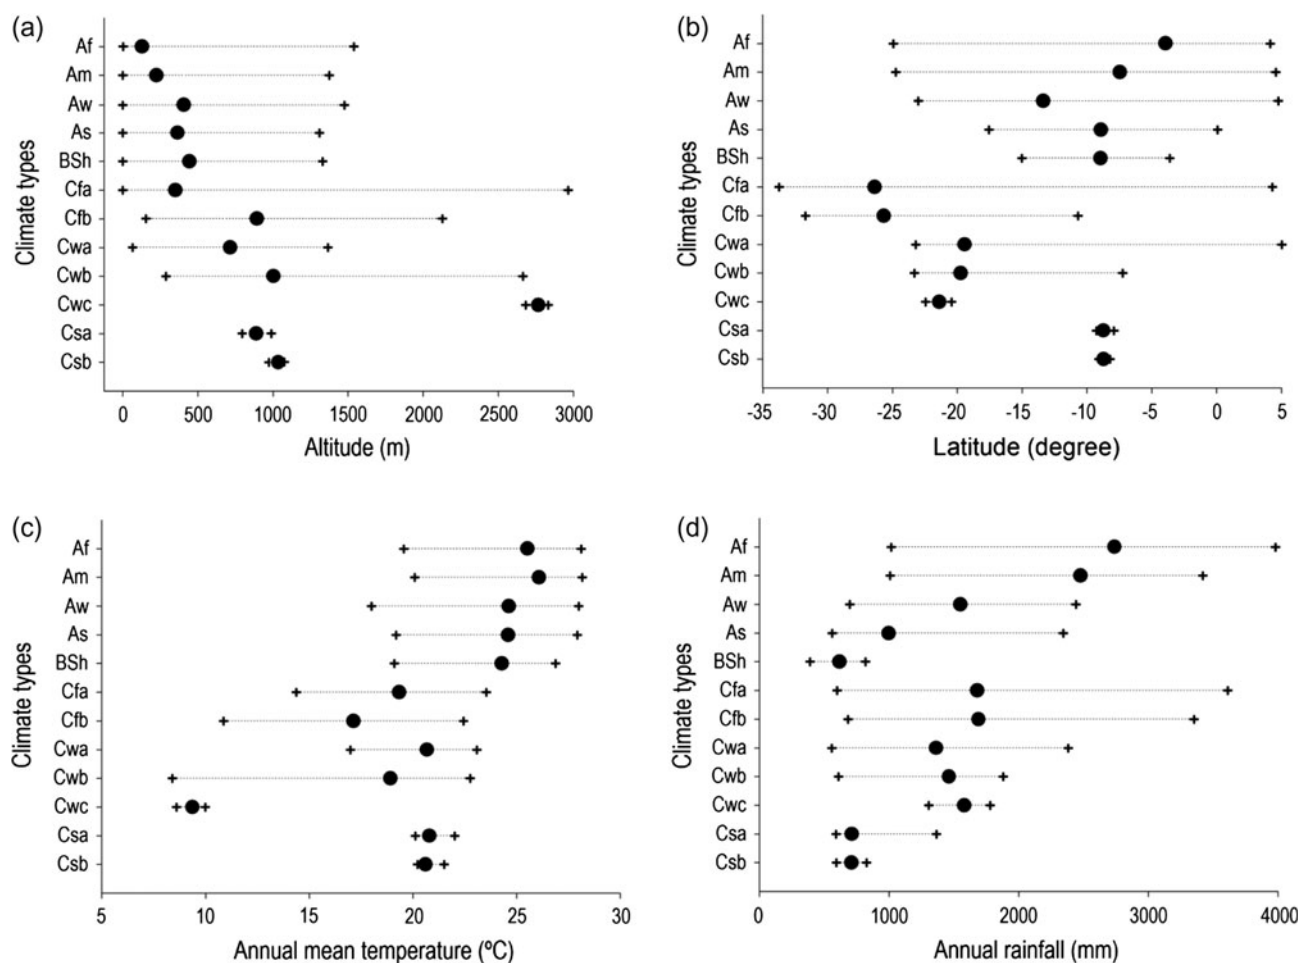 (a)
Climate types
Af
Am
Aw
As
BSh
Cfa
Cfb
Cwa
Cwb
Cwc
Csa
Csb
0 500 1000 1500 2000 2500 3000
Altitude (m)
(b)
Climate types
Af
Am
Aw
As
BSh
Cfa
Cfb
Cwa
Cwb
Cwc
Csa
Csb
-35 -30 -25 -20 -15 -10 -5 0 5
Latitude (degree)
(c)
Climate types
Af
Am
Aw
As
BSh
Cfa
Cfb
Cwa
Cwb
Cwc
Csa
Csb
5 10 15 20 25 30
Annual mean temperature (ºC)
(d)
Climate types
Af
Am
Aw
As
BSh
Cfa
Cfb
Cwa
Cwb
Cwc
Csa
Csb
0 1000 2000 3000 4000
Annual rainfall (mm)